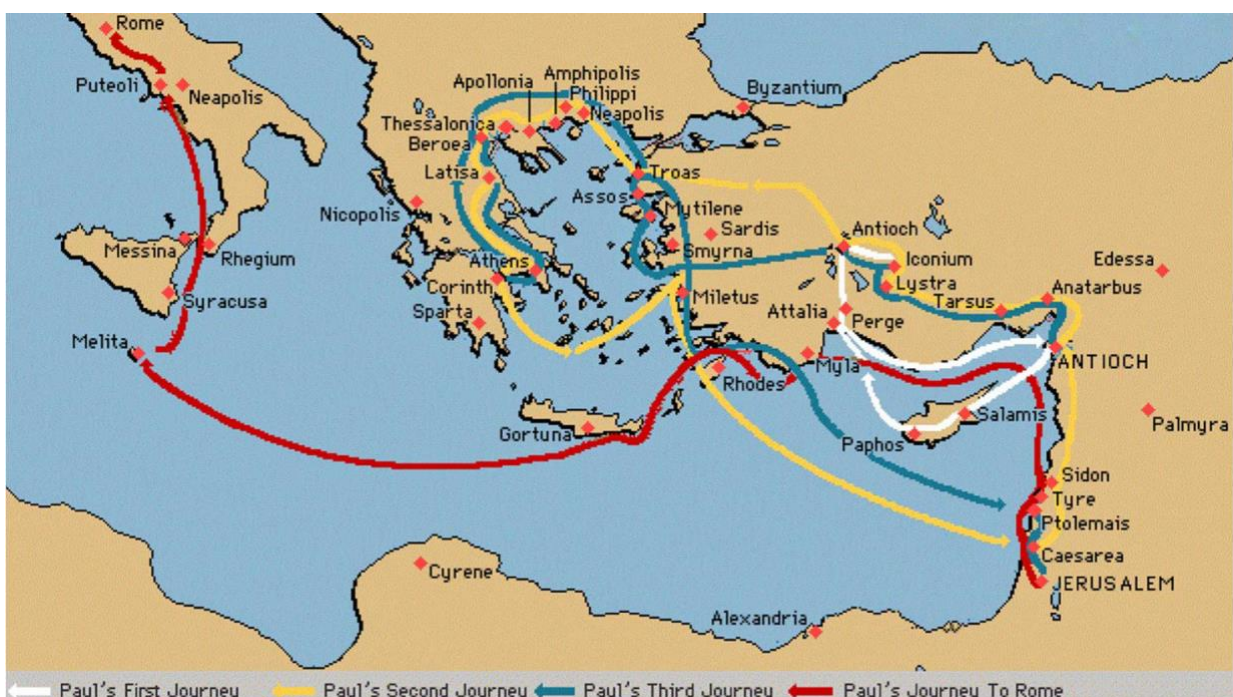 Rome
Puteoli
Neapolis
Messina
Rhegium
Syracusa
Melita
Apollonia
Amphipolis
Philippi
Neapolis
Thessalonica
Beroea
Latisa
Nicopolis
Athens
Corinth
Sparta
Gortuna
Byzantium
Troas
Assos
Mytilene
Sardis
Smyrna
Miletus
Rhodes
Antioch
Iconium
Lystra
Tarsus
Anatarbus
Edessa
Attalia
Perge
Myla
ANTIOCH
Salamis
Paphos
Palmyra
Sidon
Tyre
Ptolemais
Caesarea
JERUSALEM
Cyrene
Alexandria
Paul's First Journey
Paul's Second Journey
Paul's Third Journey
Paul's Journey To Rome